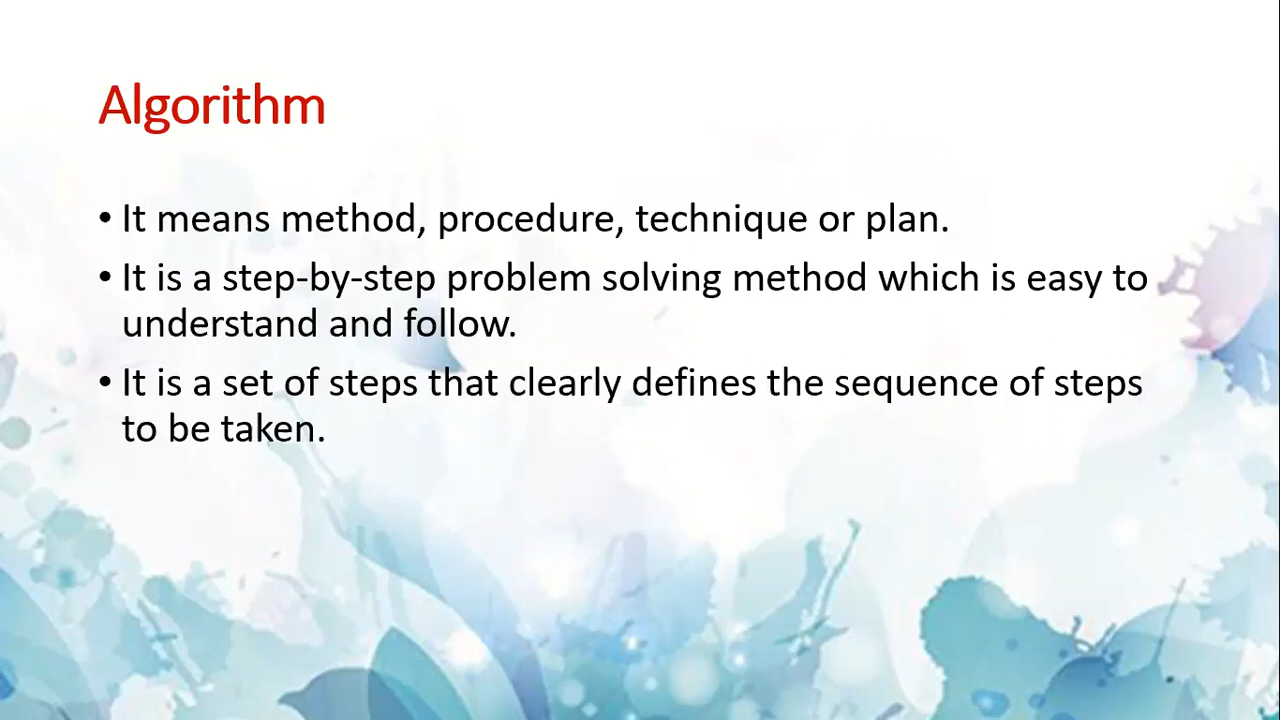 Algorithm
• It means method, procedure, technique or plan.
• It is a step-by-step problem solving method which is easy to
understand and follow.
• It is a set of steps that clearly defines the sequence of steps
to be taken.